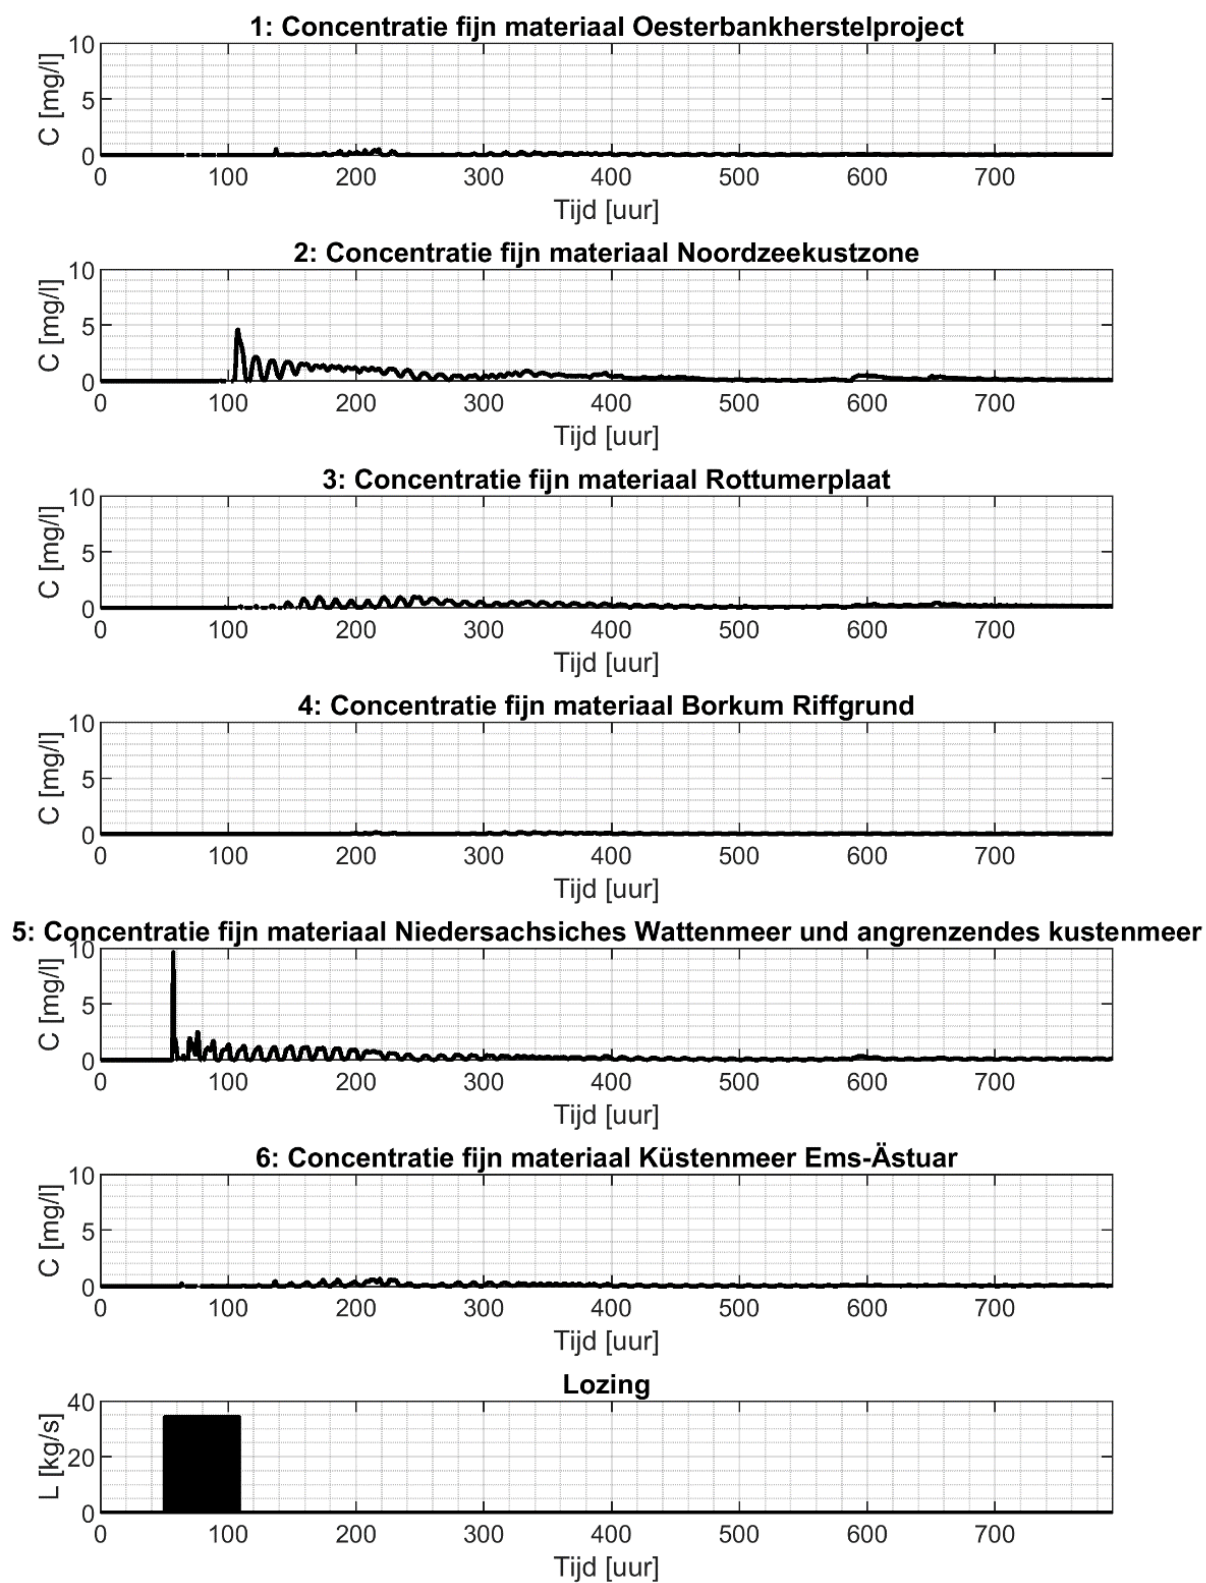 1: Concentratie fijn materiaal Oesterbankherstelproject
10
5
0
C [mg/l]
0 100 200 300 400 500 600 700
Tijd [uur]
2: Concentratie fijn materiaal Noordzeekustzone
10
5
0
C [mg/l]
0 100 200 300 400 500 600 700
Tijd [uur]
3: Concentratie fijn materiaal Rottumerplaat
10
5
0
C [mg/l]
0 100 200 300 400 500 600 700
Tijd [uur]
4: Concentratie fijn materiaal Borkum Riffgrund
10
5
0
C [mg/l]
0 100 200 300 400 500 600 700
Tijd [uur]
5: Concentratie fijn materiaal Niedersachsiches Wattenmeer und angrenzendes kustenmeer
10
5
0
C [mg/l]
0 100 200 300 400 500 600 700
Tijd [uur]
6: Concentratie fijn materiaal Küstenmeer Ems-Ästuar
10
5
0
C [mg/l]
0 100 200 300 400 500 600 700
Tijd [uur]
Lozing
40
20
0
L [kg/s]
0 100 200 300 400 500 600 700
Tijd [uur]